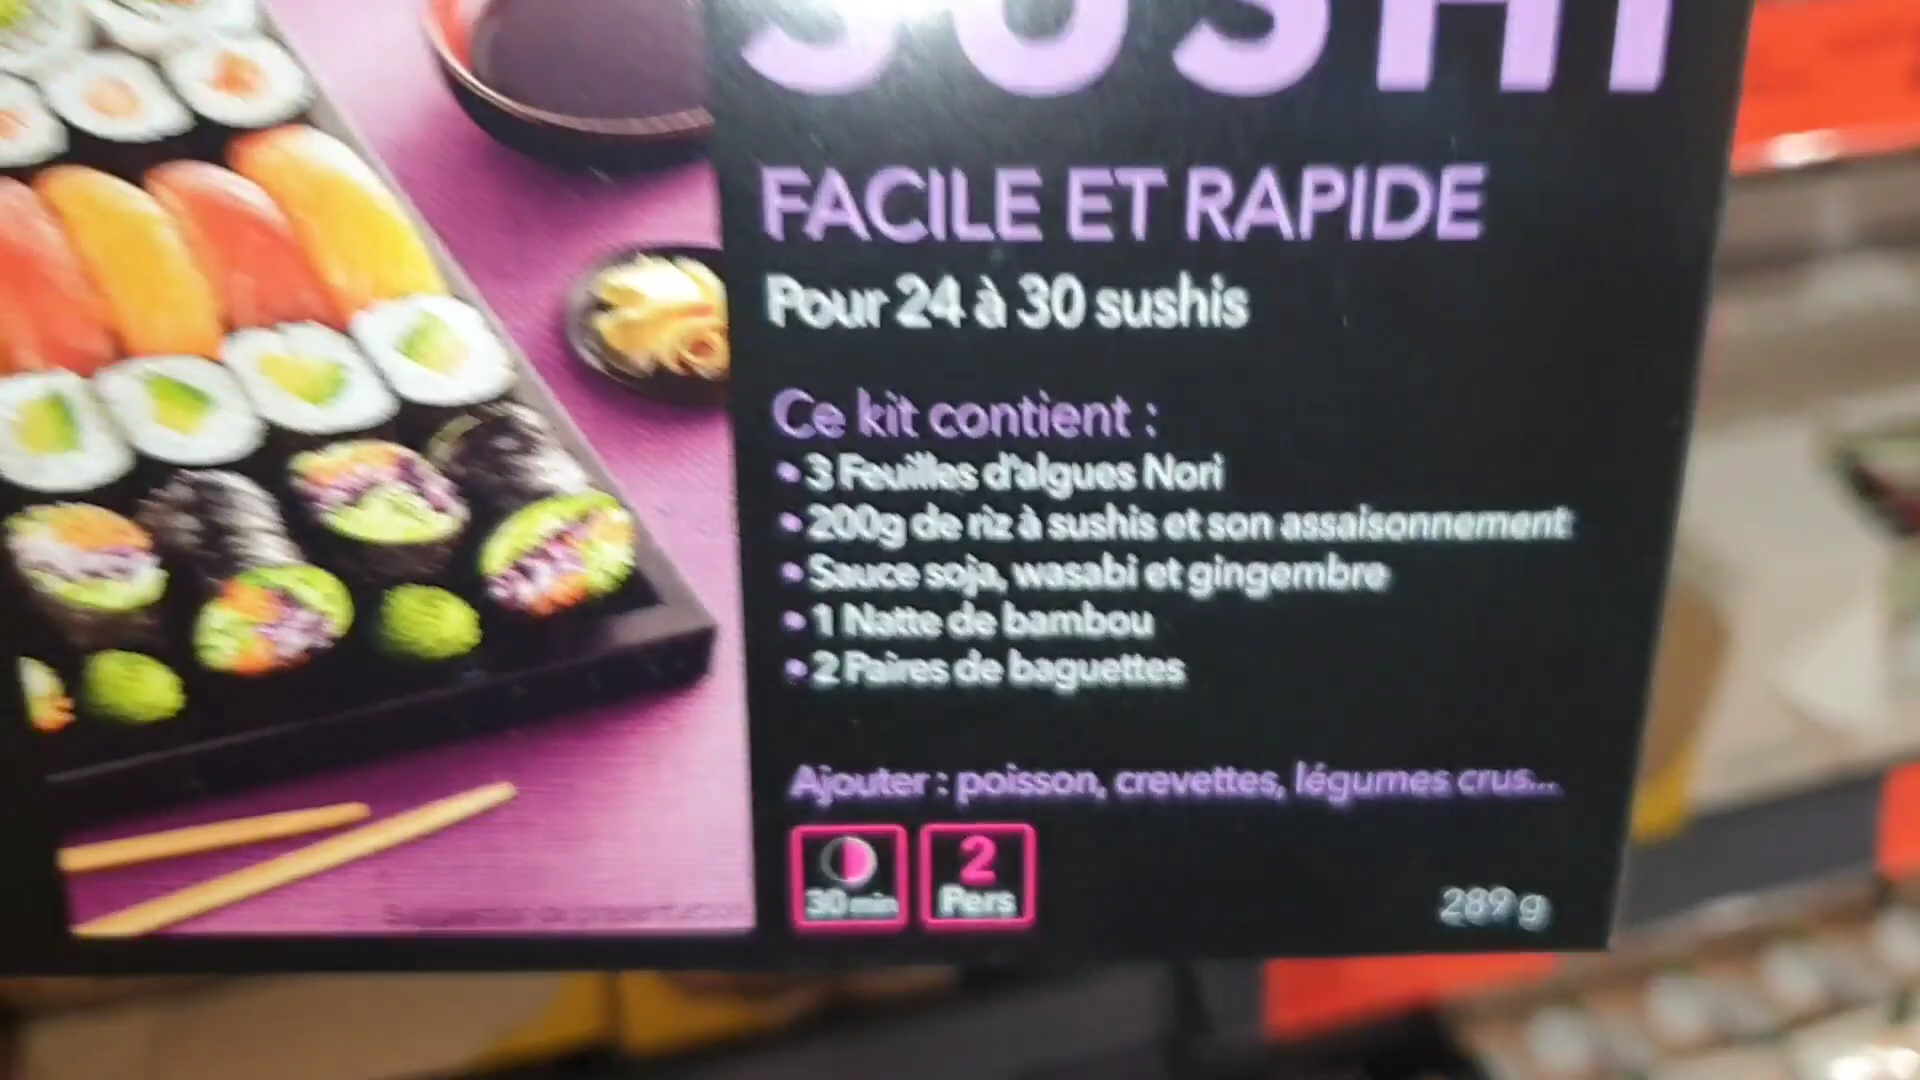 SUSHI
FACILE ET RAPIDE
Pour 24 à 30 sushis
Ce kit contient :
• 3 Feuilles d'algues Nori
• 200g de riz à sushis et son assaisonnement
• Sauce soja, wasabi et gingembre
• 1 Natte de bambou
• 2 Paires de baguettes
Ajouter : poisson, crevettes, légumes crus...
30 min
2
Pers
289 g